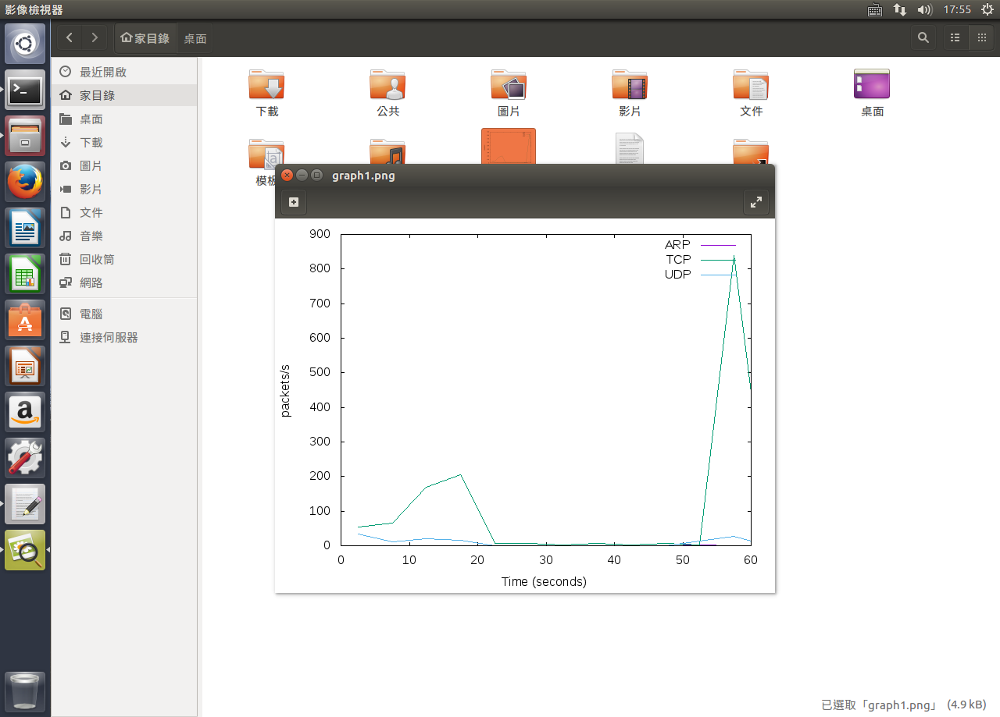 影像檢視器
17:55
家目錄
桌面
最近開啟
家目錄
桌面
下載
圖片
影片
文件
音樂
回收筒
網路
電腦
連接伺服器
下載
公共
圖片
影片
文件
桌面
graph1.png
900
800
700
600
500
400
300
200
100
0
packets/s
ARP
TCP
UDP
0 10 20 30 40 50 60
Time (seconds)
已選取「graph1.png」 (4.9 kB)